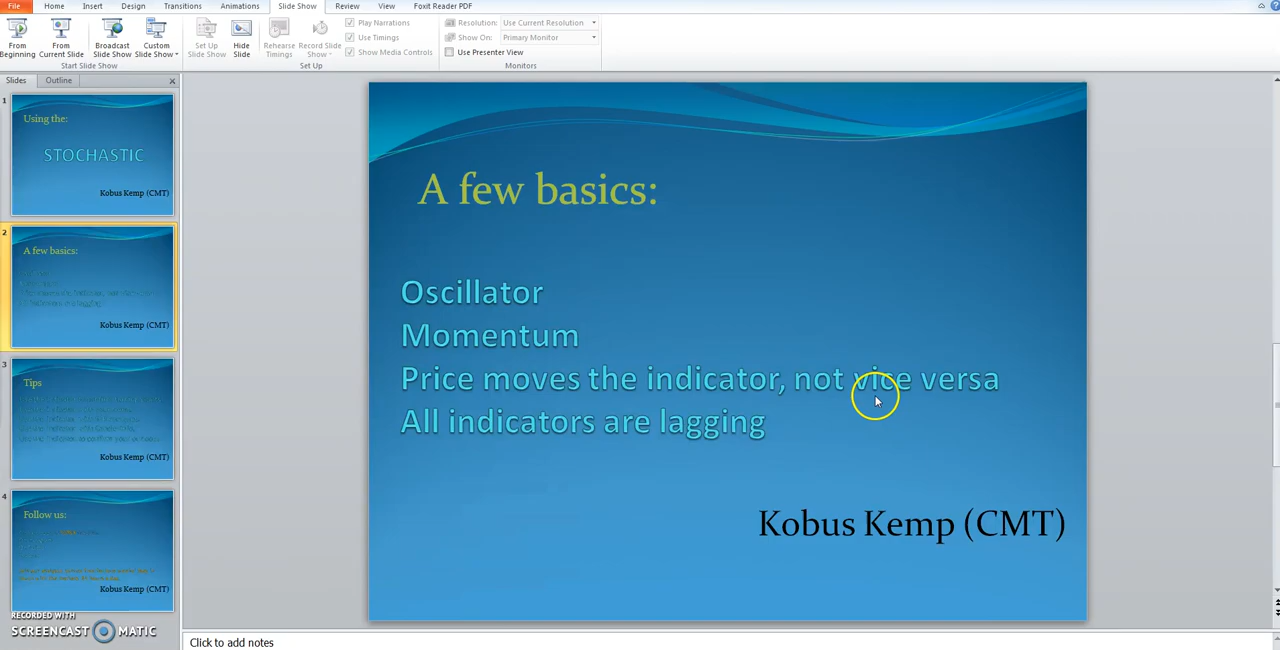 File Home Insert Design Transitions Animations Slide Show Review View Foxit Reader PDF
From Beginning
From Current Slide
Broadcast Slide Show
Custom Slide Show
Start Slide Show
Set Up Slide Show
Hide Slide
Rehearse Timings
Record Slide Show
Play Narrations
Use Timings
Show Media Controls
Set Up
Resolution: Use Current Resolution
Show On: Primary Monitor
Use Presenter View
Monitors
Slides Outline
1
Using the:
STOCHASTIC
Kobus Kemp (CMT)
2
A few basics:
Kobus Kemp (CMT)
3
Tips
Kobus Kemp (CMT)
4
Follow us:
Kobus Kemp (CMT)
A few basics:
Oscillator
Momentum
Price moves the indicator, not vice versa
All indicators are lagging
Kobus Kemp (CMT)
Click to add notes
RECORDED WITH
SCREENCAST MATIC